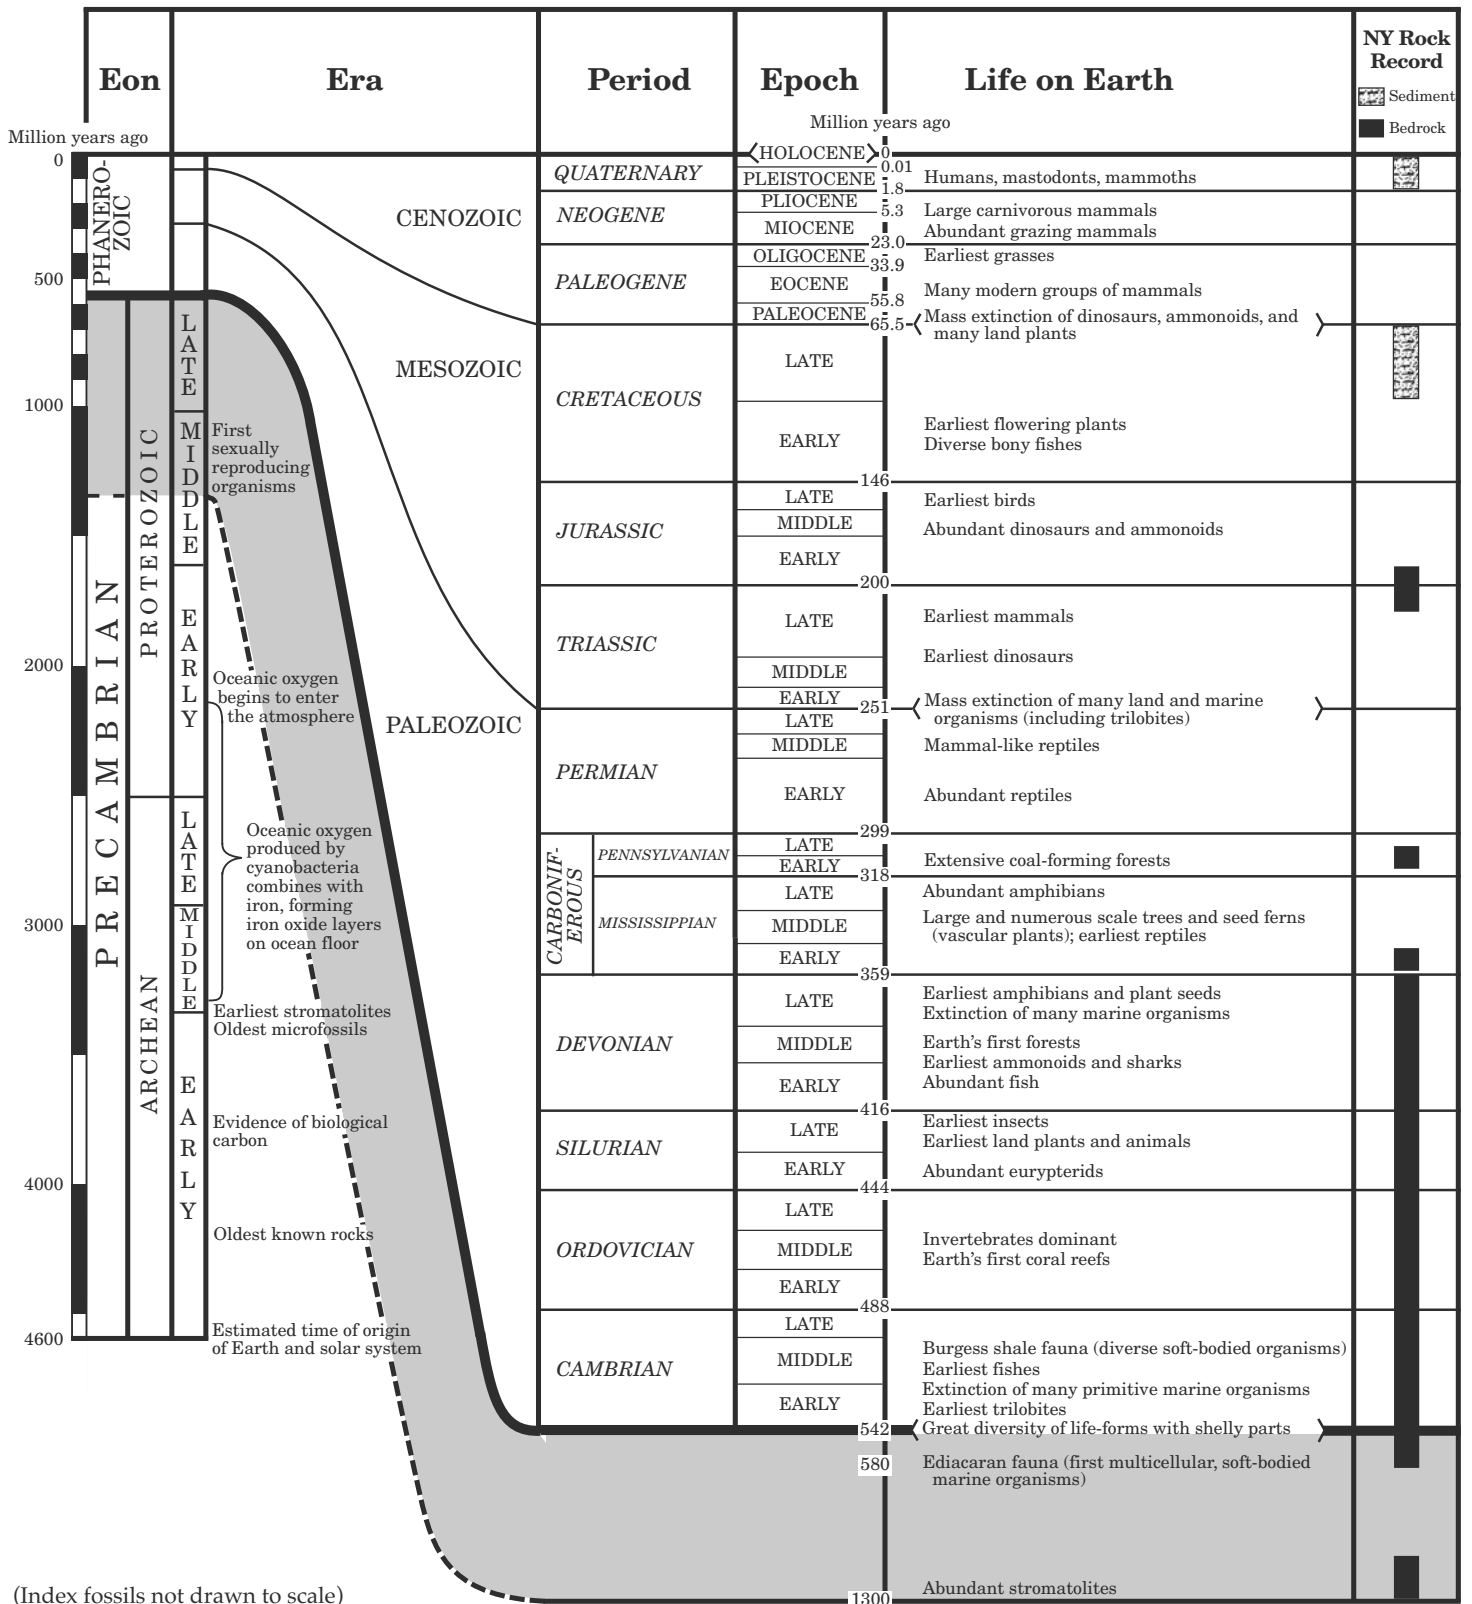 Eon
Era
Period
Epoch
Life on Earth
NY Rock
Record
Sediment
Bedrock
Million years ago
Million years ago
0
500
1000
2000
3000
4000
4600
PHANERO-
ZOIC
PRECAMBRIAN
PROTEROZOIC
ARCHEAN
LATE
MIDDLE
EARLY
LATE
MIDDLE
EARLY
First
sexually
reproducing
organisms
Oceanic oxygen
begins to enter
the atmosphere
Oceanic oxygen
produced by
cyanobacteria
combines with
iron, forming
iron oxide layers
on ocean floor
Earliest stromatolites
Oldest microfossils
Evidence of biological
carbon
Oldest known rocks
Estimated time of origin
of Earth and solar system
CENOZOIC
MESOZOIC
PALEOZOIC
QUATERNARY
NEOGENE
PALEOGENE
CRETACEOUS
JURASSIC
TRIASSIC
PERMIAN
CARBONIF-
EROUS
PENNSYLVANIAN
MISSISSIPPIAN
DEVONIAN
SILURIAN
ORDOVICIAN
CAMBRIAN
HOLOCENE 0
0.01
PLEISTOCENE
1.8
PLIOCENE
5.3
MIOCENE
23.0
OLIGOCENE
33.9
EOCENE
55.8
PALEOCENE
65.5
LATE
EARLY
146
LATE
MIDDLE
EARLY
200
LATE
MIDDLE
EARLY
251
LATE
MIDDLE
EARLY
299
LATE
EARLY
318
LATE
MIDDLE
EARLY
359
LATE
MIDDLE
EARLY
416
LATE
EARLY
444
LATE
MIDDLE
EARLY
488
LATE
MIDDLE
EARLY
542
580
1300
Humans, mastodonts, mammoths
Large carnivorous mammals
Abundant grazing mammals
Earliest grasses
Many modern groups of mammals
Mass extinction of dinosaurs, ammonoids, and
many land plants
Earliest flowering plants
Diverse bony fishes
Earliest birds
Abundant dinosaurs and ammonoids
Earliest mammals
Earliest dinosaurs
Mass extinction of many land and marine
organisms (including trilobites)
Mammal-like reptiles
Abundant reptiles
Extensive coal-forming forests
Abundant amphibians
Large and numerous scale trees and seed ferns
(vascular plants); earliest reptiles
Earliest amphibians and plant seeds
Extinction of many marine organisms
Earth's first forests
Earliest ammonoids and sharks
Abundant fish
Earliest insects
Earliest land plants and animals
Abundant eurypterids
Invertebrates dominant
Earth's first coral reefs
Burgess shale fauna (diverse soft-bodied organisms)
Earliest fishes
Extinction of many primitive marine organisms
Earliest trilobites
Great diversity of life-forms with shelly parts
Ediacaran fauna (first multicellular, soft-bodied
marine organisms)
Abundant stromatolites
(Index fossils not drawn to scale)